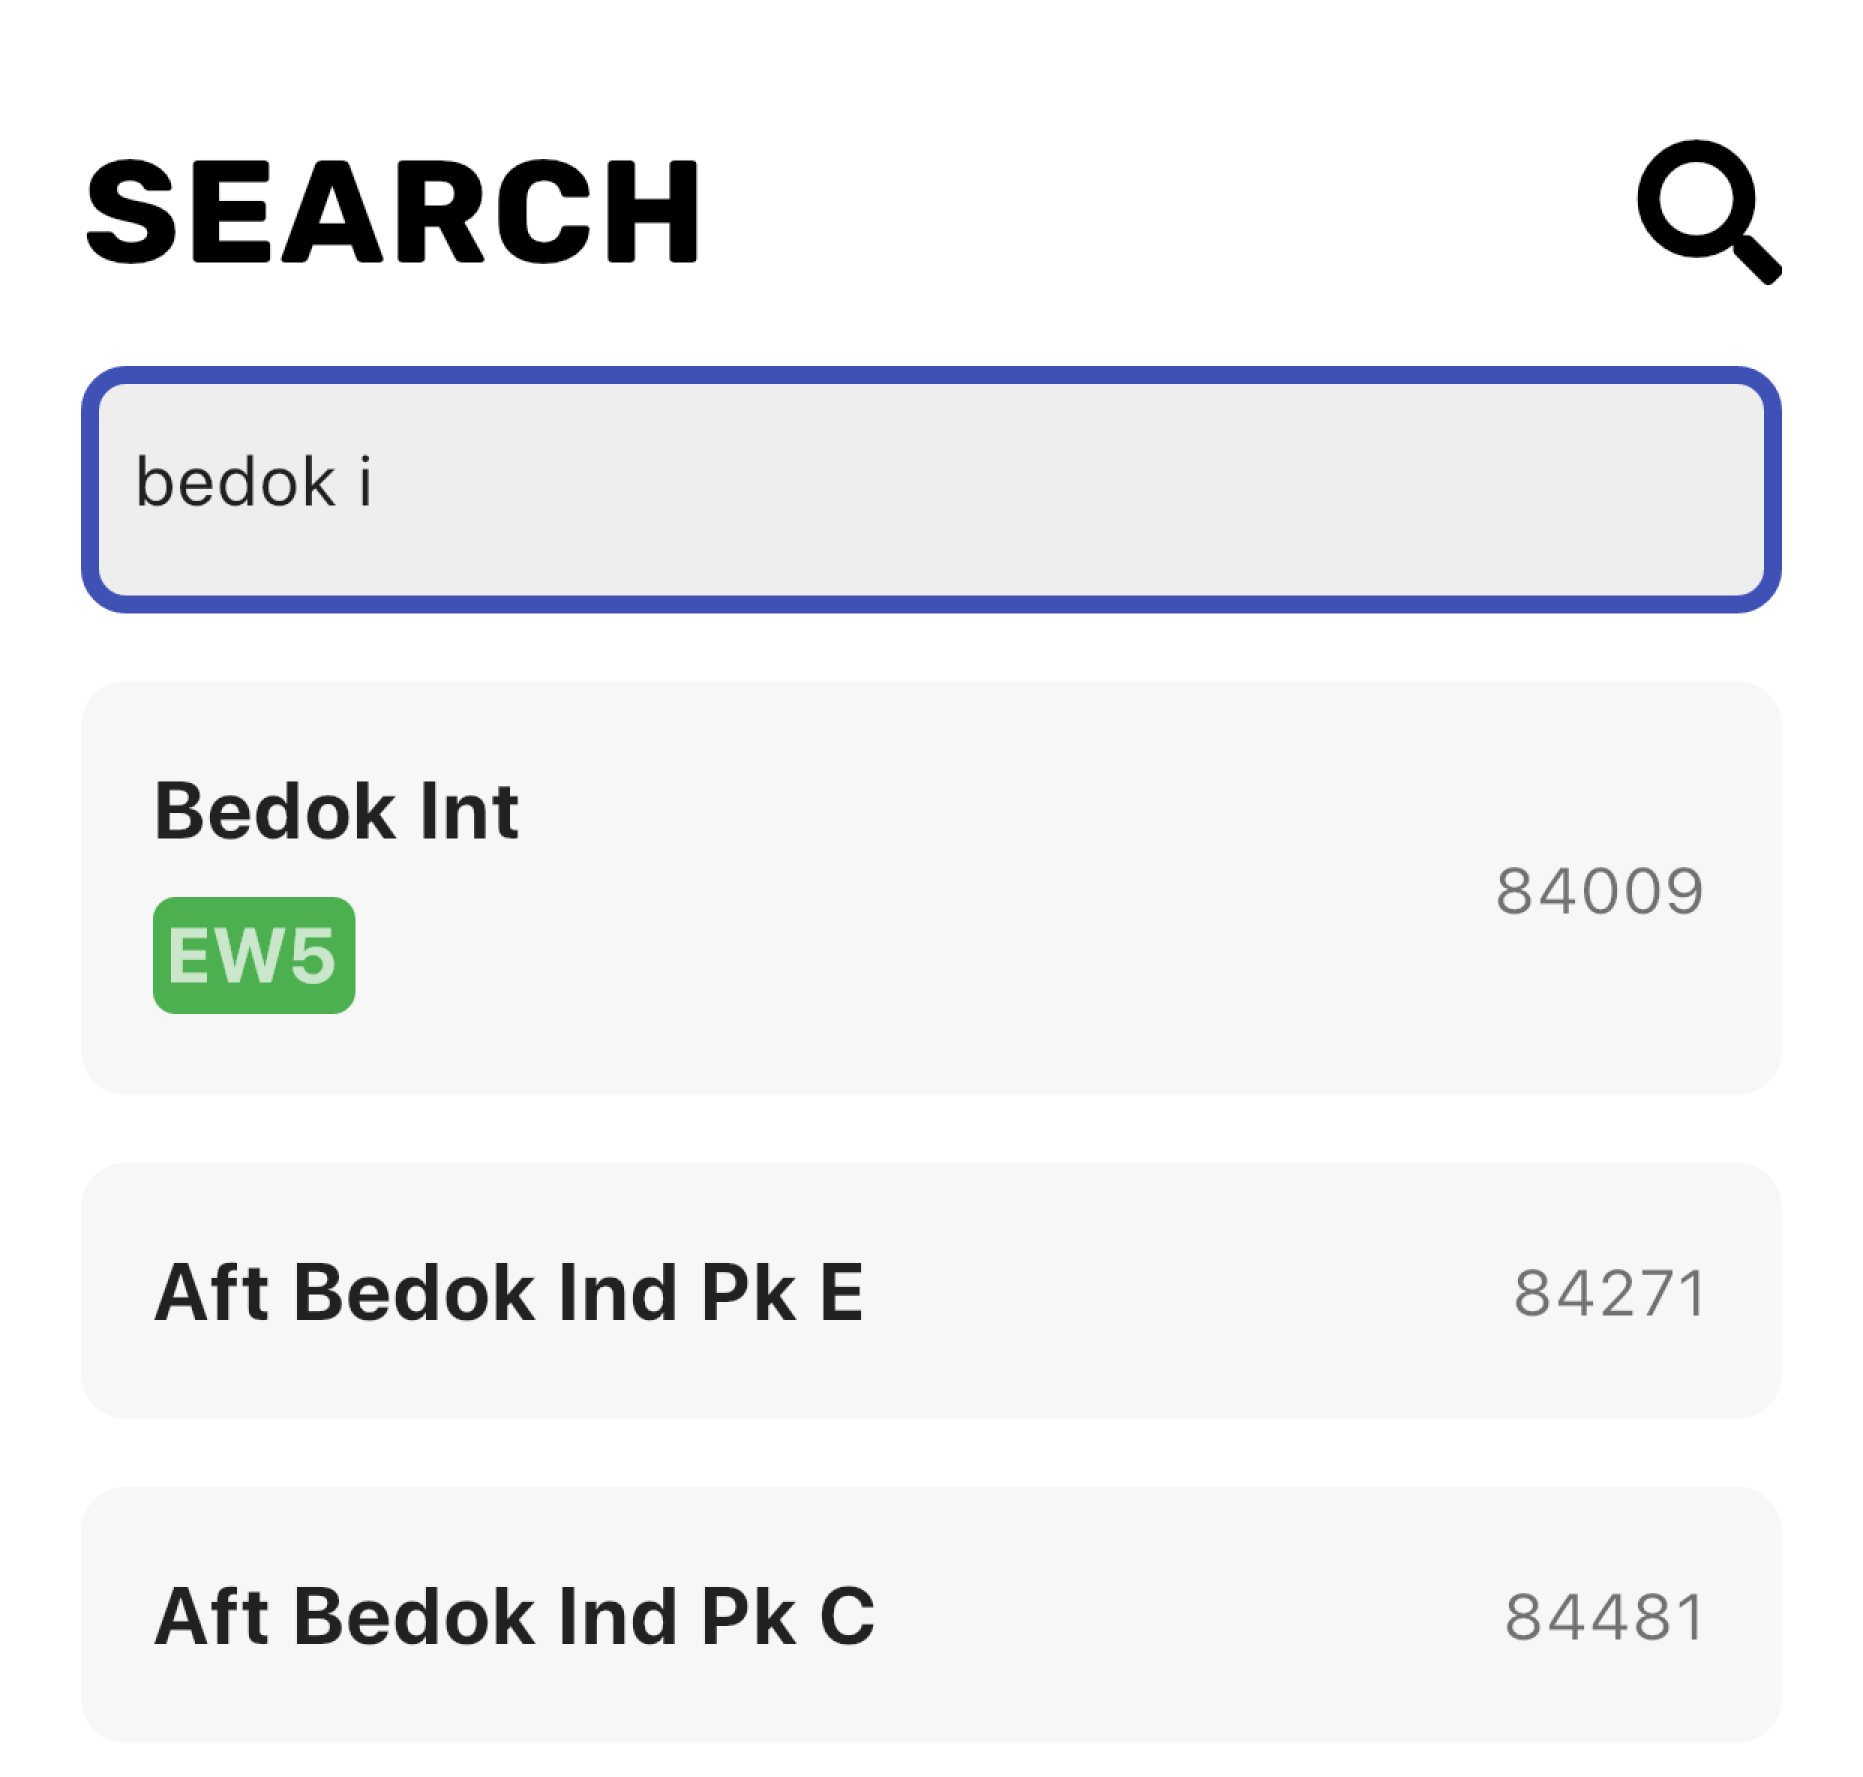 SEARCH
bedok i
Bedok Int
EW5
84009
Aft Bedok Ind Pk E
84271
Aft Bedok Ind Pk C
84481